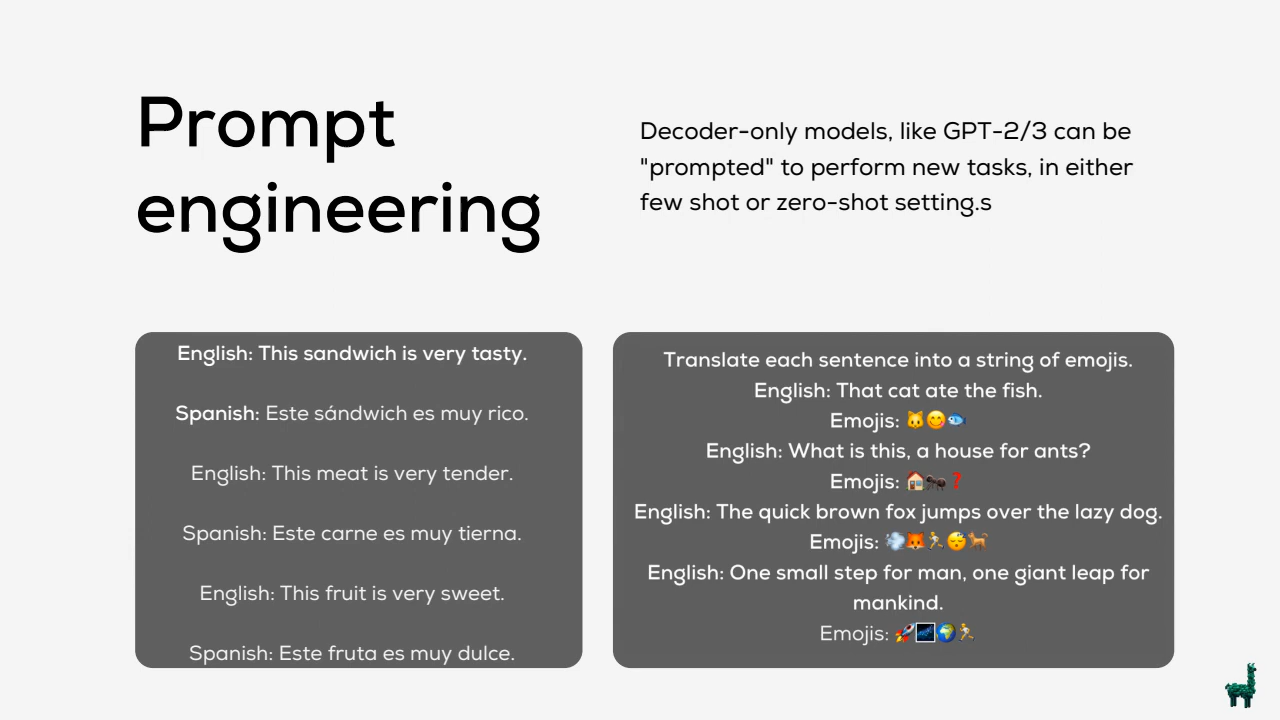 Prompt
engineering
Decoder-only models, like GPT-2/3 can be
"prompted" to perform new tasks, in either
few shot or zero-shot setting.s
English: This sandwich is very tasty.
Spanish: Este sándwich es muy rico.
English: This meat is very tender.
Spanish: Este carne es muy tierna.
English: This fruit is very sweet.
Spanish: Este fruta es muy dulce.
Translate each sentence into a string of emojis.
English: That cat ate the fish.
Emojis: 🐱😋🐟
English: What is this, a house for ants?
Emojis: 🏠🐜❓
English: The quick brown fox jumps over the lazy dog.
Emojis: 💨🦊🏃😴🐕
English: One small step for man, one giant leap for
mankind.
Emojis: 🚀🌌🌍🏃